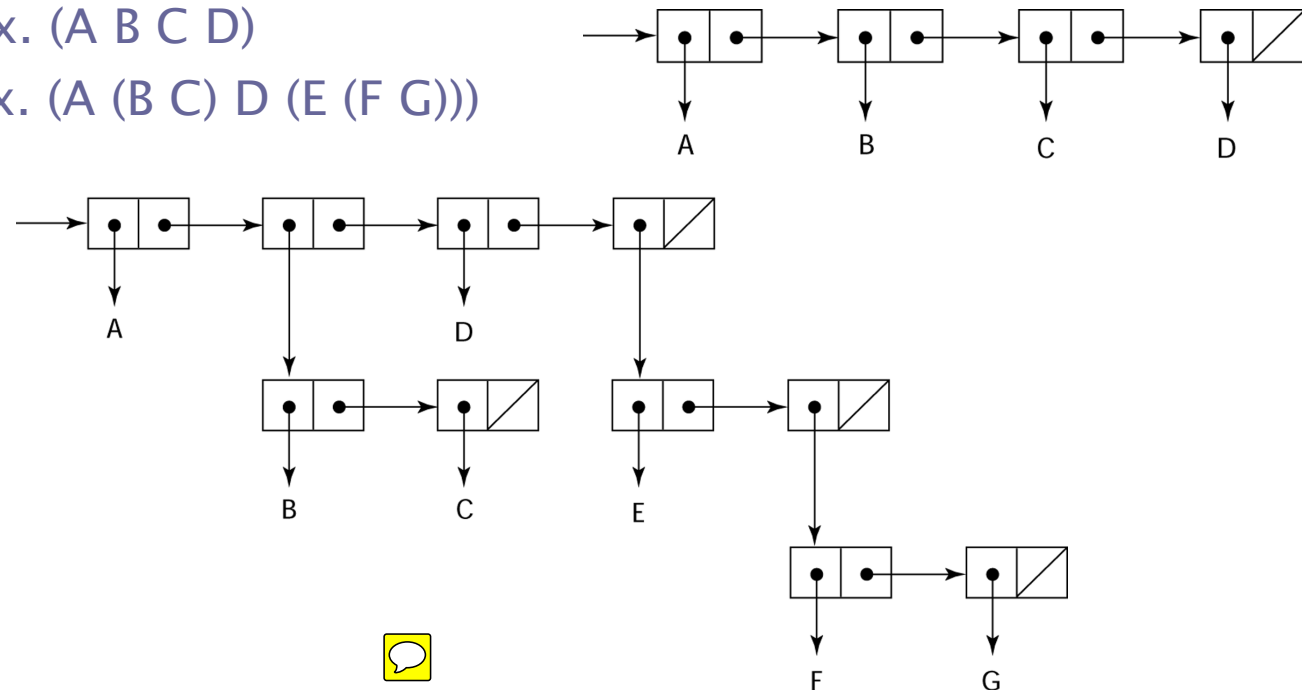 x. (A B C D)
x. (A (B C) D (E (F G)))
A B C D
A D
B C E
F G